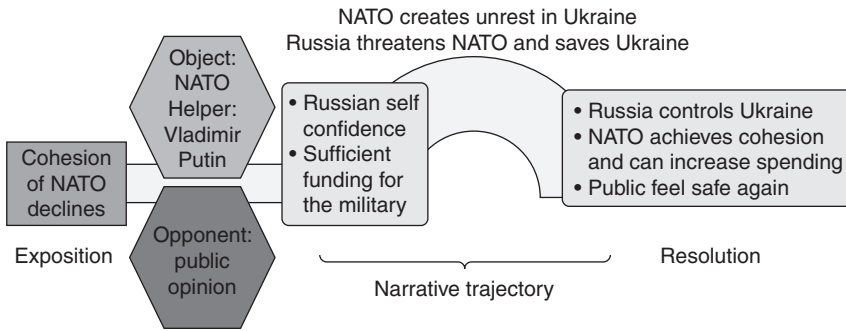 NATO creates unrest in Ukraine
Russia threatens NATO and saves Ukraine
Object:
NATO
Helper:
Vladimir
Putin
Cohesion
of NATO
declines
Opponent:
public
opinion
• Russian self
confidence
• Sufficient
funding for
the military
• Russia controls Ukraine
• NATO achieves cohesion
and can increase spending
• Public feel safe again
Exposition
Narrative trajectory
Resolution